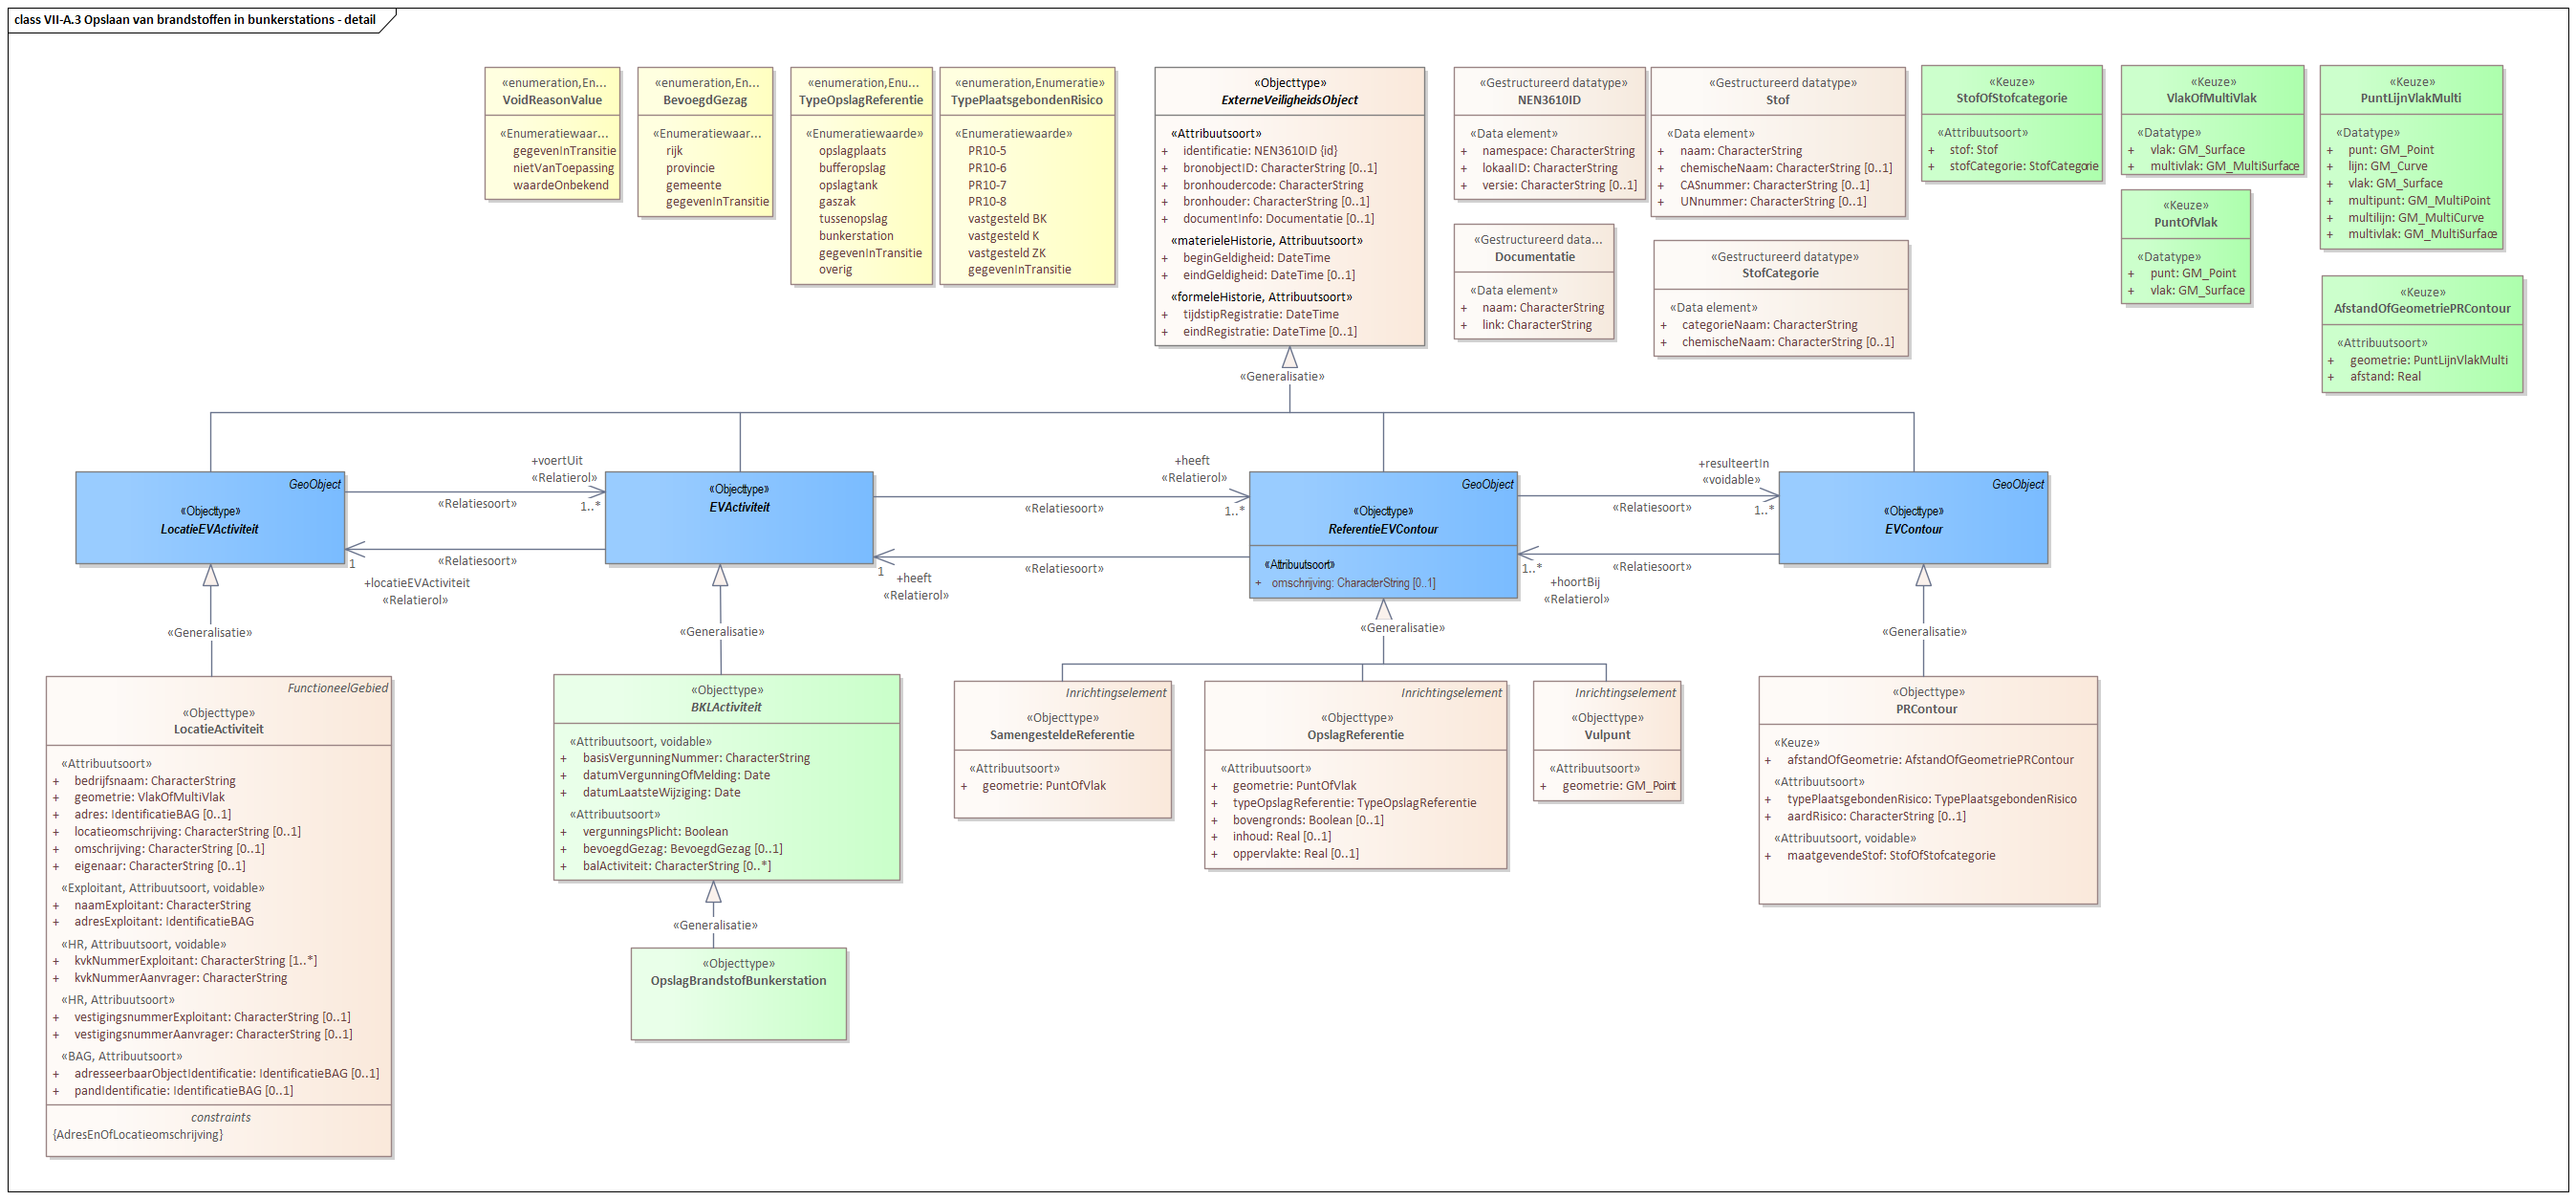 class VII-A.3 Opslaan van brandstoffen in bunkerstations - detail
«enumeration,En...
VoidReasonValue
«Enumeratiewaar...
gegevenInTransitie
nietVanToepassing
waardeOnbekend
«enumeration,En...
BevoegdGezag
«Enumeratiewaar...
rijk
provincie
gemeente
gegevenInTransitie
«enumeration,Enu...
TypeOpslagReferentie
«Enumeratiewaarde»
opslagplaats
bufferopslag
opslagtank
gaszak
tussenopslag
bunkerstation
gegevenInTransitie
overig
«enumeration,Enumeratie»
TypePlaatsgebondenRisico
«Enumeratiewaarde»
PR10-5
PR10-6
PR10-7
PR10-8
vastgesteld BK
vastgesteld K
vastgesteld ZK
gegevenInTransitie
«Objecttype»
ExterneVeiligheidsObject
«Attribuutsoort»
+ identificatie: NEN3610ID {id}
+ bronobjectID: CharacterString [0..1]
+ bronhoudercode: CharacterString
+ bronhouder: CharacterString [0..1]
+ documentInfo: Documentatie [0..1]
«materieleHistorie, Attribuutsoort»
+ beginGeldigheid: DateTime
+ eindGeldigheid: DateTime [0..1]
«formeleHistorie, Attribuutsoort»
+ tijdstipRegistratie: DateTime
+ eindRegistratie: DateTime [0..1]
«Gestructureerd datatype»
NEN3610ID
«Data element»
+ namespace: CharacterString
+ lokaalID: CharacterString
+ versie: CharacterString [0..1]
«Gestructureerd data...
Documentatie
«Data element»
+ naam: CharacterString
+ link: CharacterString
«Gestructureerd datatype»
Stof
«Data element»
+ naam: CharacterString
+ chemischeNaam: CharacterString [0..1]
+ CASnummer: CharacterString [0..1]
+ UNnummer: CharacterString [0..1]
«Gestructureerd datatype»
StofCategorie
«Data element»
+ categorieNaam: CharacterString
+ chemischeNaam: CharacterString [0..1]
«Keuze»
StofOfStofcategorie
«Attribuutsoort»
+ stof: Stof
+ stofCategorie: StofCategorie
«Keuze»
VlakOfMultiVlak
«Datatype»
+ vlak: GM_Surface
+ multivlak: GM_MultiSurface
«Keuze»
PuntOfVlak
«Datatype»
+ punt: GM_Point
+ vlak: GM_Surface
«Keuze»
PuntLijnVlakMulti
«Datatype»
+ punt: GM_Point
+ lijn: GM_Curve
+ vlak: GM_Surface
+ multipunt: GM_MultiPoint
+ multilijn: GM_MultiCurve
+ multivlak: GM_MultiSurface
«Keuze»
AfstandOfGeometriePRContour
«Attribuutsoort»
+ geometrie: PuntLijnVlakMulti
+ afstand: Real
«Generalisatie»
GeoObject
«Objecttype»
LocatieEVActiviteit
+voertUit
«Relatierol»
«Relatiesoort»
1..*
«Relatiesoort»
1
+locatieEVActiviteit
«Relatierol»
«Objecttype»
EVActiviteit
+heeft
«Relatierol»
«Relatiesoort»
1..*
«Relatiesoort»
1
+heeft
«Relatierol»
GeoObject
«Objecttype»
ReferentieEVContour
«Attribuutsoort»
+ omschrijving: CharacterString [0..1]
+resulteertIn
«voidable»
«Relatiesoort»
1..*
«Relatiesoort»
1..*
+hoortBij
«Relatierol»
GeoObject
«Objecttype»
EVContour
«Generalisatie»
«Generalisatie»
«Generalisatie»
«Generalisatie»
FunctioneelGebied
«Objecttype»
LocatieActiviteit
«Attribuutsoort»
+ bedrijfsnaam: CharacterString
+ geometrie: VlakOfMultiVlak
+ adres: IdentificatieBAG [0..1]
+ locatieomschrijving: CharacterString [0..1]
+ omschrijving: CharacterString [0..1]
+ eigenaar: CharacterString [0..1]
«Exploitant, Attribuutsoort, voidable»
+ naamExploitant: CharacterString
+ adresExploitant: IdentificatieBAG
«HR, Attribuutsoort, voidable»
+ kvkNummerExploitant: CharacterString [1..*]
+ kvkNummerAanvrager: CharacterString
«HR, Attribuutsoort»
+ vestigingsnummerExploitant: CharacterString [0..1]
+ vestigingsnummerAanvrager: CharacterString [0..1]
«BAG, Attribuutsoort»
+ adresseerbaarObjectIdentificatie: IdentificatieBAG [0..1]
+ pandIdentificatie: IdentificatieBAG [0..1]
constraints
{AdresEnOfLocatieomschrijving}
«Objecttype»
BKLActiviteit
«Attribuutsoort, voidable»
+ basisVergunningNummer: CharacterString
+ datumVergunningOfMelding: Date
+ datumLaatsteWijziging: Date
«Attribuutsoort»
+ vergunningsPlicht: Boolean
+ bevoegdGezag: BevoegdGezag [0..1]
+ balActiviteit: CharacterString [0..*]
«Generalisatie»
«Objecttype»
OpslagBrandstofBunkerstation
Inrichtingselement
«Objecttype»
SamengesteldeReferentie
«Attribuutsoort»
+ geometrie: PuntOfVlak
Inrichtingselement
«Objecttype»
OpslagReferentie
«Attribuutsoort»
+ geometrie: PuntOfVlak
+ typeOpslagReferentie: TypeOpslagReferentie
+ bovengronds: Boolean [0..1]
+ inhoud: Real [0..1]
+ oppervlakte: Real [0..1]
Inrichtingselement
«Objecttype»
Vulpunt
«Attribuutsoort»
+ geometrie: GM_Point
«Objecttype»
PRContour
«Keuze»
+ afstandOfGeometrie: AfstandOfGeometriePRContour
«Attribuutsoort»
+ typePlaatsgebondenRisico: TypePlaatsgebondenRisico
+ aardRisico: CharacterString [0..1]
«Attribuutsoort, voidable»
+ maatgevendeStof: StofOfStofcategorie